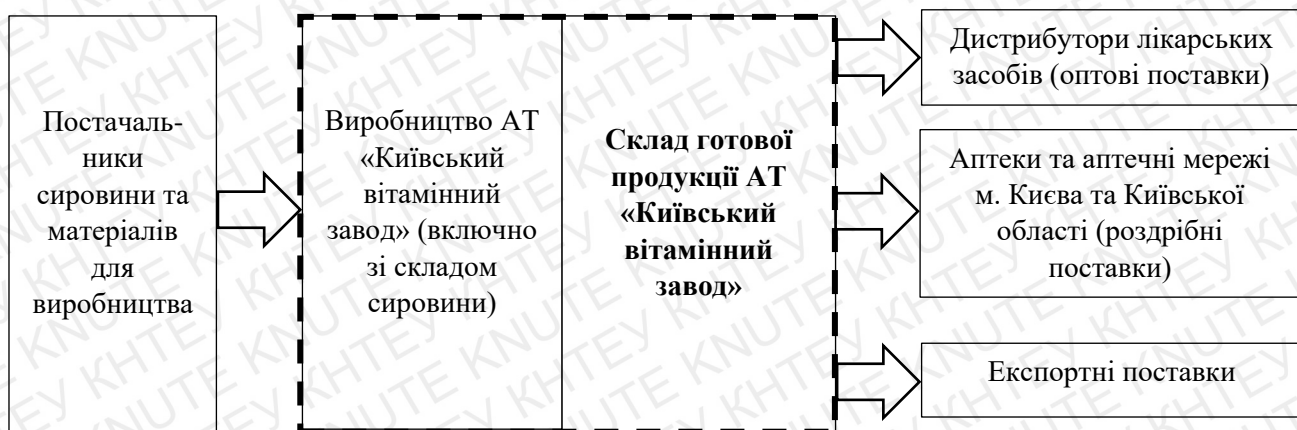 Постачаль-
ники
сировини та
матеріалів
для
виробництва
Виробництво АТ
«Київський
вітамінний
завод» (включно
зі складом
сировини)
Склад готової
продукції АТ
«Київський
вітамінний
завод»
Дистрибутори лікарських
засобів (оптові поставки)
Аптеки та аптечні мережі
м. Києва та Київської
області (роздрібні
поставки)
Експортні поставки